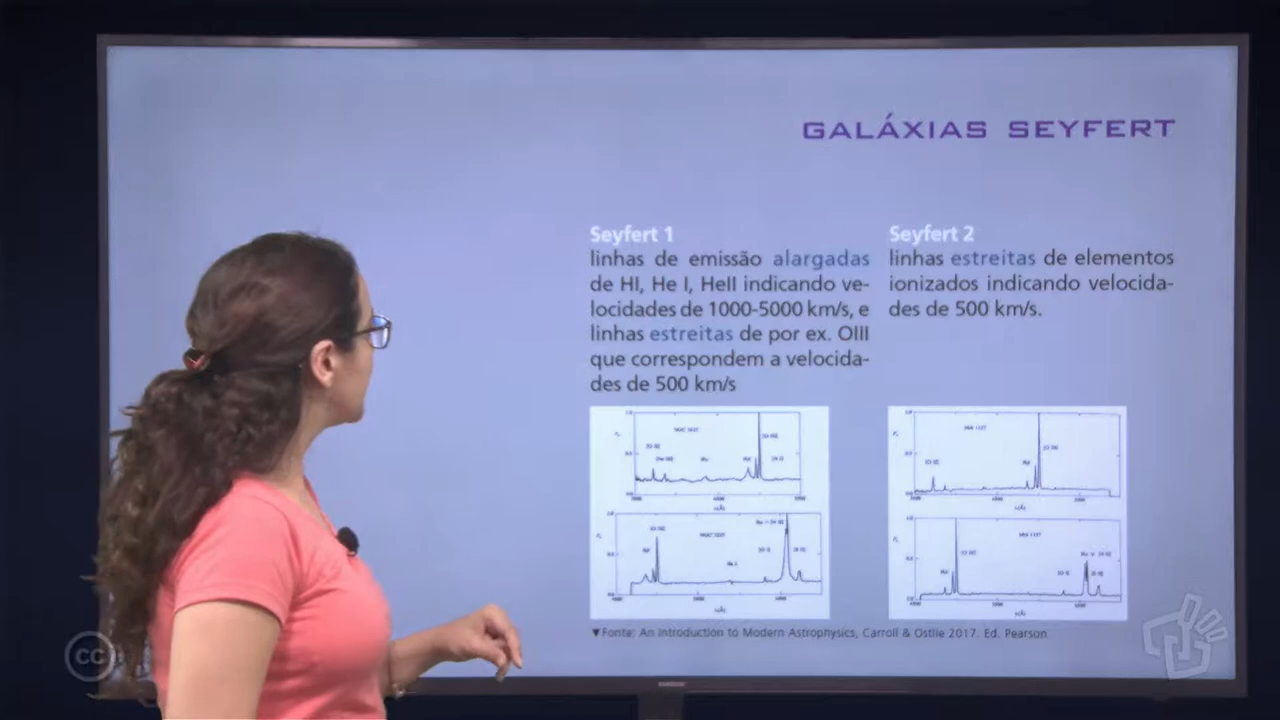 GALÁXIAS SEYFERT
Seyfert 1
linhas de emissão alargadas
de HI, He I, HeII indicando ve-
locidades de 1000-5000 km/s, e
linhas estreitas de por ex. OIII
que correspondem a velocida-
des de 500 km/s
Seyfert 2
linhas estreitas de elementos
ionizados indicando velocida-
des de 500 km/s.
▼Fonte: An introduction to Modern Astrophysics, Carroll & Ostlie 2017. Ed. Pearson
cc